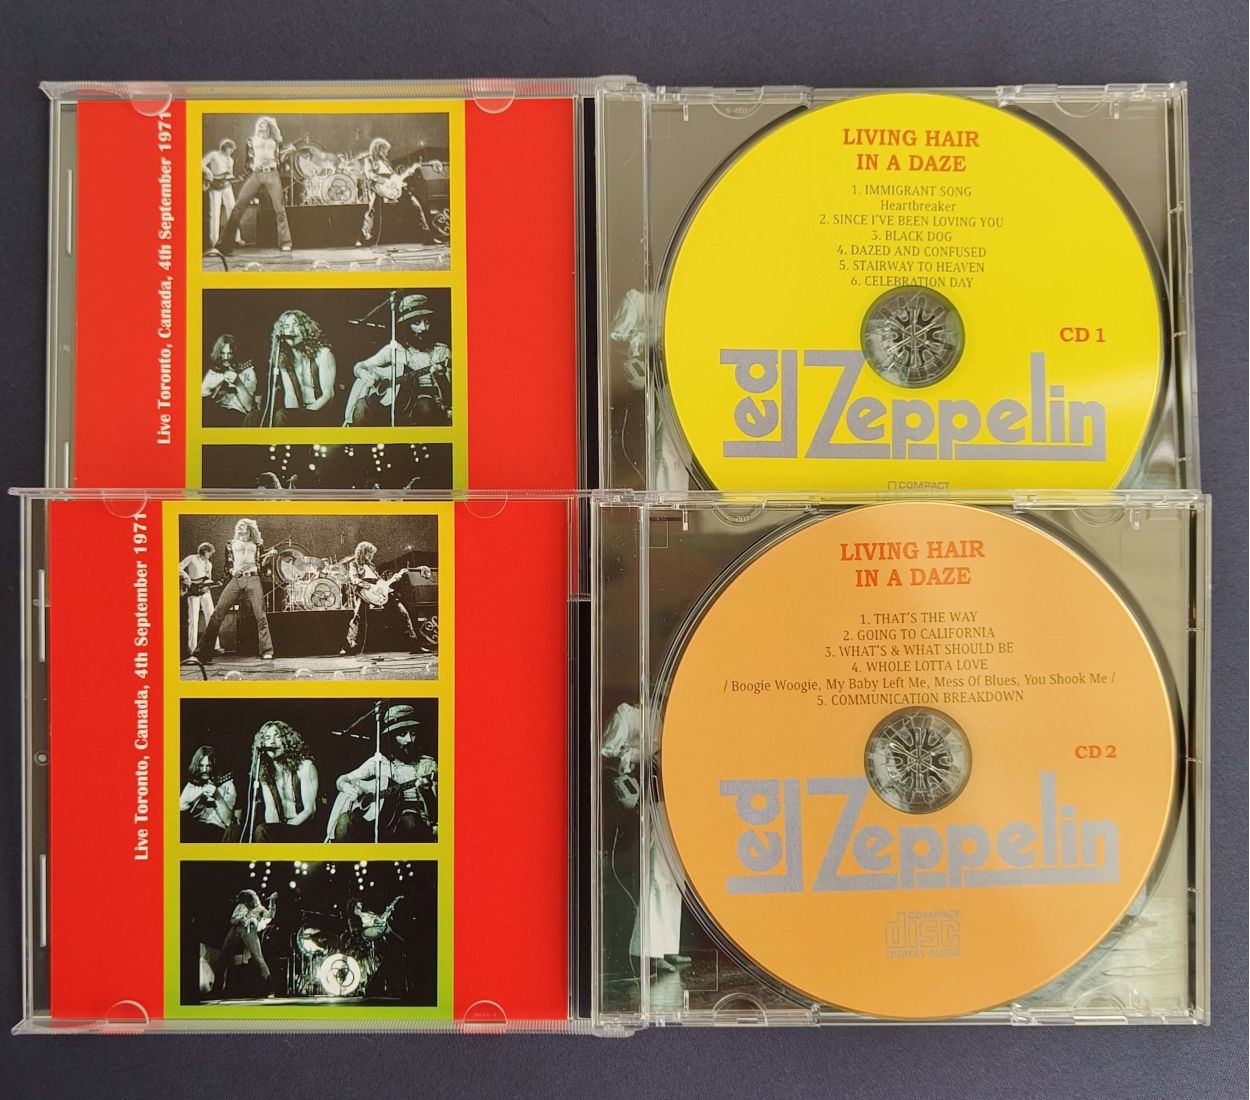 Live Toronto, Canada, 4th September 1971
LIVING HAIR
IN A DAZE
1. IMMIGRANT SONG
Heartbreaker
2. SINCE I'VE BEEN LOVING YOU
3. BLACK DOG
4. DAZED AND CONFUSED
5. STAIRWAY TO HEAVEN
6. CELEBRATION DAY
CD 1
Led Zeppelin
COMPACT
Live Toronto, Canada, 4th September 1971
LIVING HAIR
IN A DAZE
1. THAT'S THE WAY
2. GOING TO CALIFORNIA
3. WHAT'S & WHAT SHOULD BE
4. WHOLE LOTTA LOVE
/ Boogie Woogie, My Baby Left Me, Mess Of Blues, You Shook Me /
5. COMMUNICATION BREAKDOWN
CD 2
Led Zeppelin
COMPACT
disc
DIGITAL AUDIO